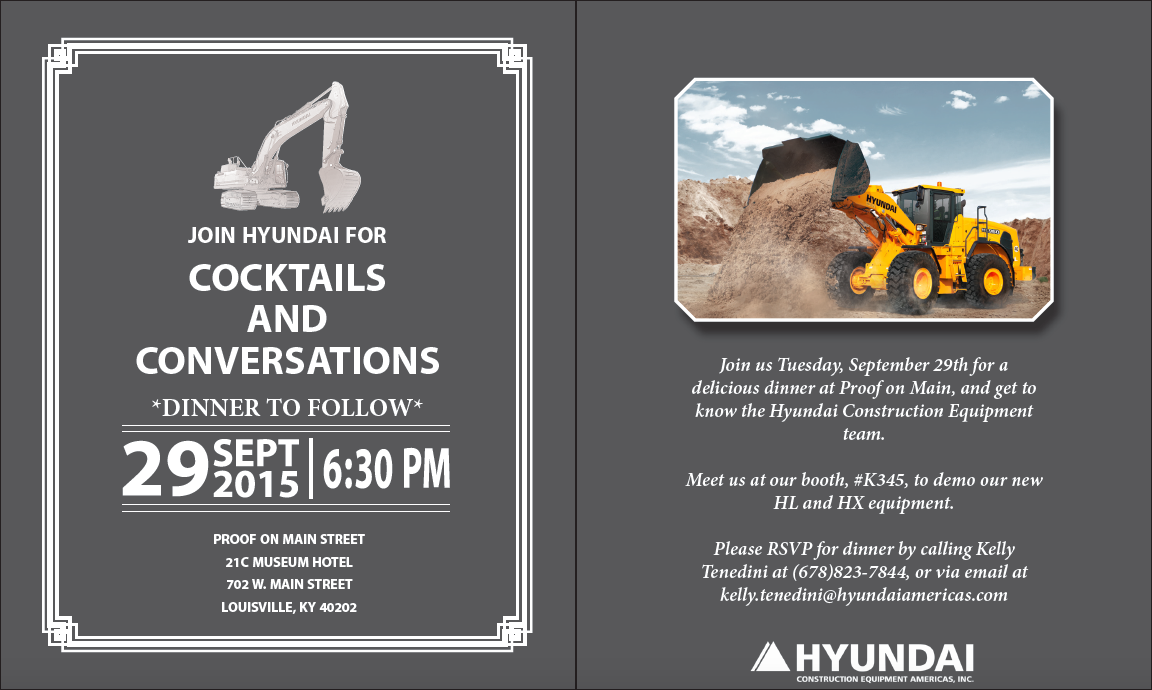 JOIN HYUNDAI FOR
COCKTAILS
AND
CONVERSATIONS
*DINNER TO FOLLOW*
29 SEPT 2015 | 6:30 PM
PROOF ON MAIN STREET
21C MUSEUM HOTEL
702 W. MAIN STREET
LOUISVILLE, KY 40202
HYUNDAI
Join us Tuesday, September 29th for a
delicious dinner at Proof on Main, and get to
know the Hyundai Construction Equipment
team.
Meet us at our booth, #K345, to demo our new
HL and HX equipment.
Please RSVP for dinner by calling Kelly
Tenedini at (678)823-7844, or via email at
kelly.tenedini@hyundaiamericas.com
HYUNDAI
CONSTRUCTION EQUIPMENT AMERICAS, INC.